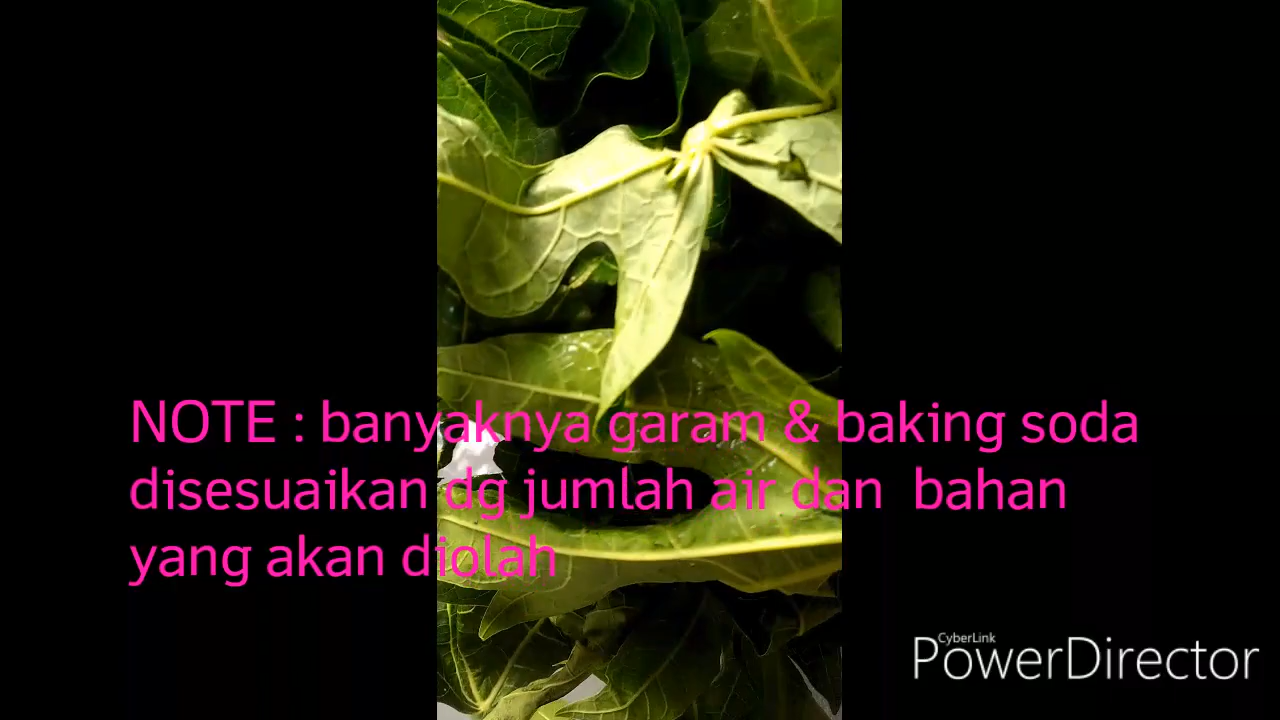 NOTE : banyaknya garam & baking soda
disesuaikan dg jumlah air dan bahan
yang akan diolah
CyberLink
PowerDirector